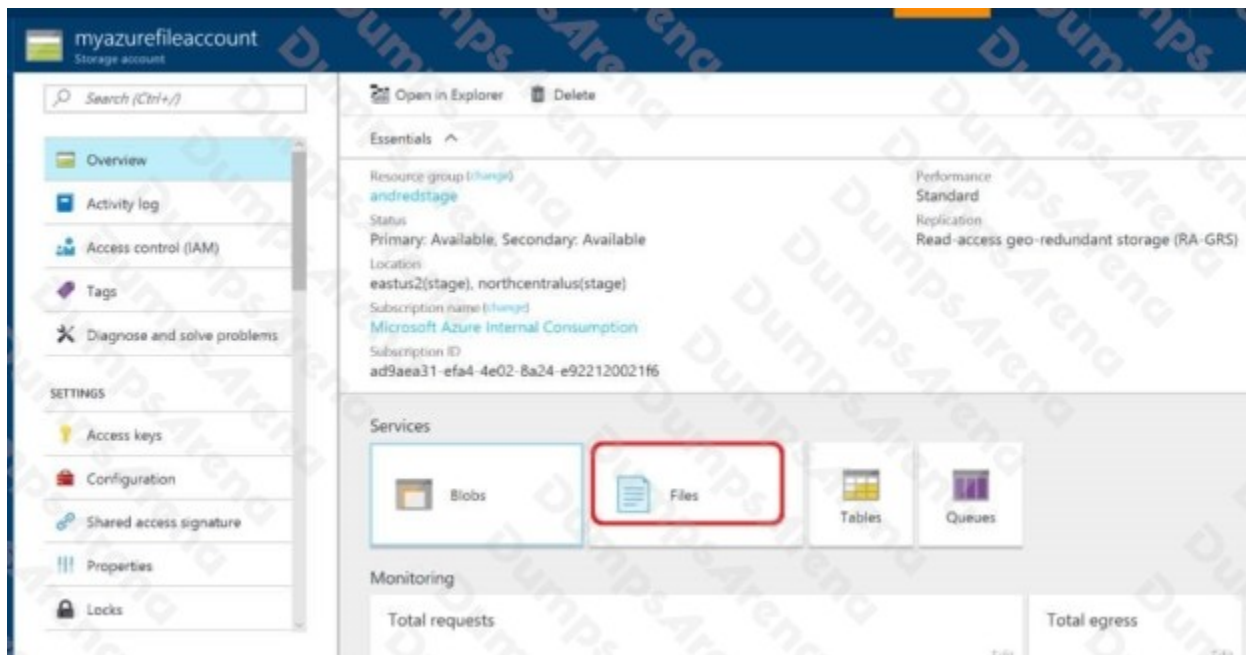 myazurefileaccount
Storage account
Search (Ctrl+/)
Overview
Activity log
Access control (IAM)
Tags
Diagnose and solve problems
SETTINGS
Access keys
Configuration
Shared access signature
Properties
Locks
Open in Explorer Delete
Essentials
Resource group (change)
andredstage
Status
Primary: Available, Secondary: Available
Location
eastus2(stage), northcentralus(stage)
Subscription name (change)
Microsoft Azure Internal Consumption
Subscription ID
ad9aea31-efa4-4e02-8a24-e922120021f6
Performance
Standard
Replication
Read-access geo-redundant storage (RA-GRS)
Services
Blobs
Files
Tables
Queues
Monitoring
Total requests
Total egress
DumpsArena